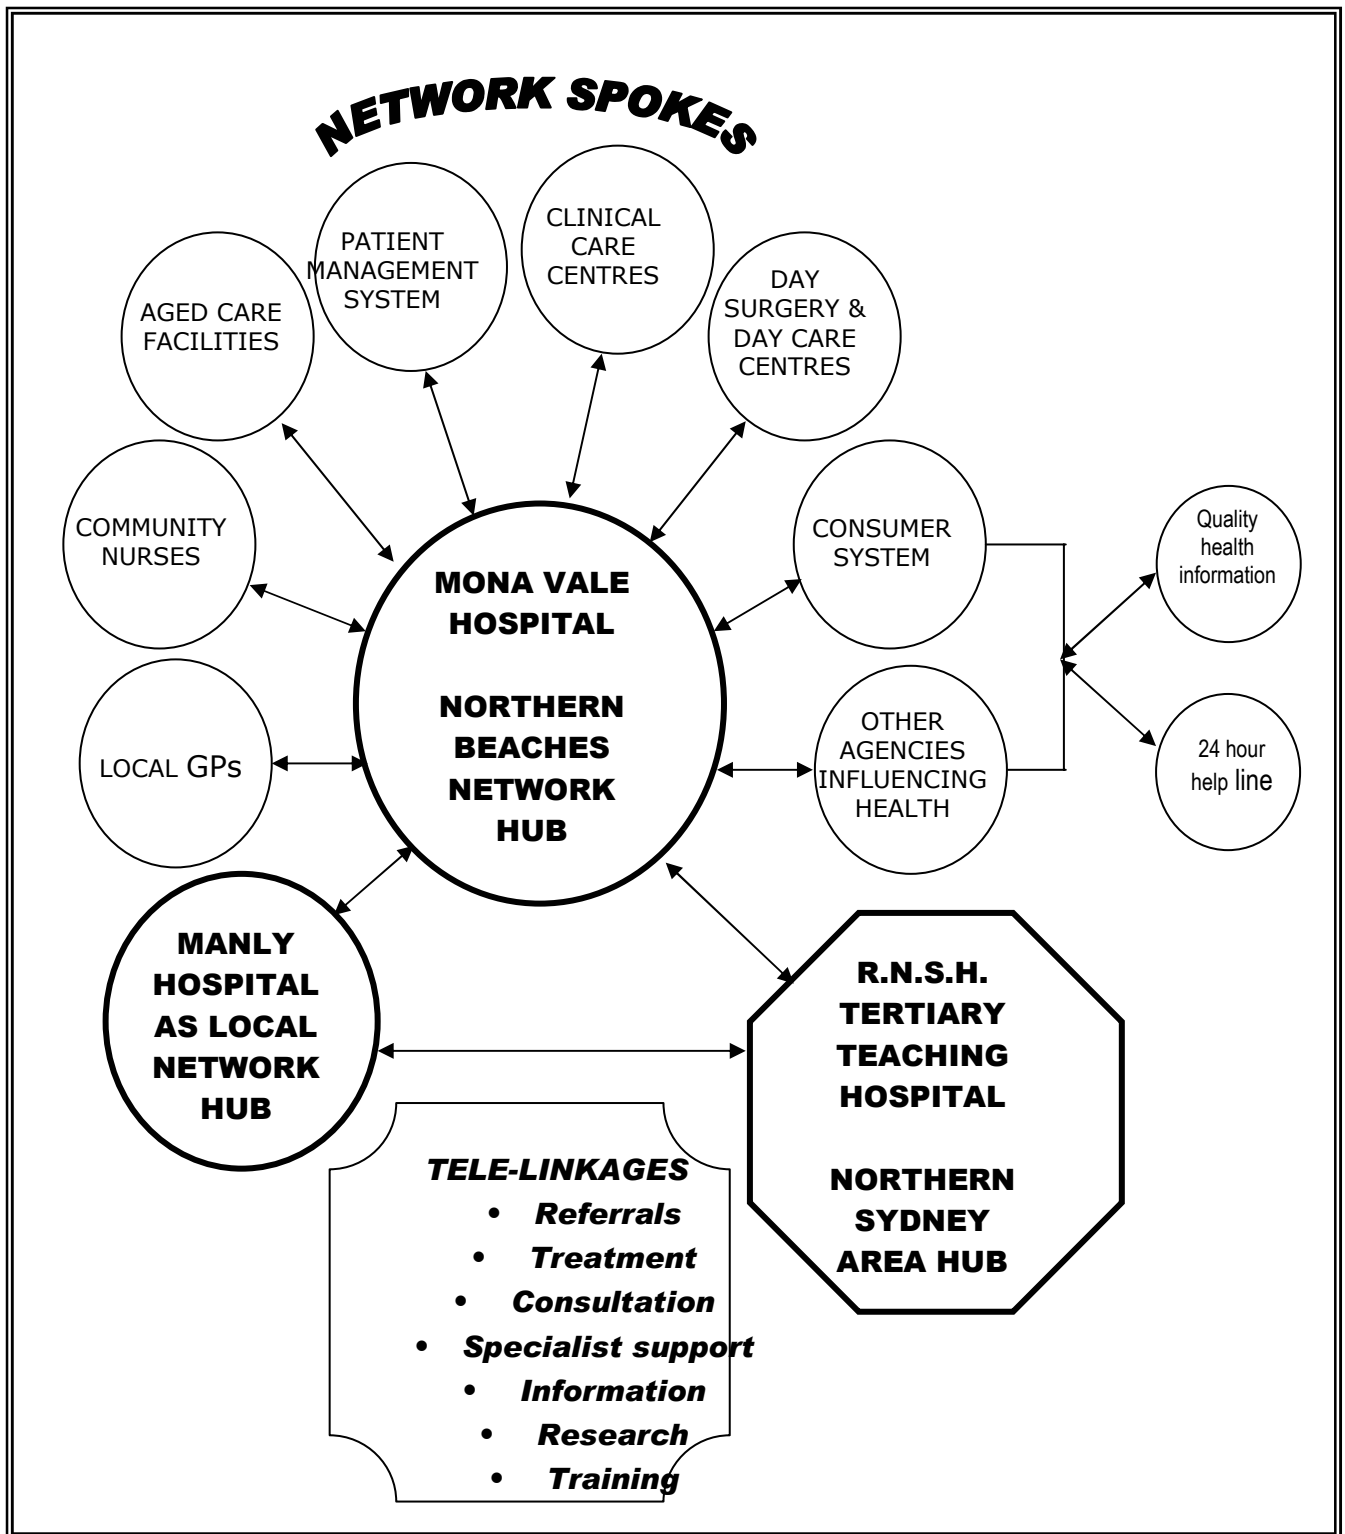 NETWORK SPOKES
CLINICAL
CARE
CENTRES
PATIENT
MANAGEMENT
SYSTEM
DAY
SURGERY &
DAY CARE
CENTRES
AGED CARE
FACILITIES
COMMUNITY
NURSES
CONSUMER
SYSTEM
Quality
health
information
MONA VALE
HOSPITAL
NORTHERN
BEACHES
NETWORK
HUB
LOCAL GPs
OTHER
AGENCIES
INFLUENCING
HEALTH
24 hour
help line
MANLY
HOSPITAL
AS LOCAL
NETWORK
HUB
R.N.S.H.
TERTIARY
TEACHING
HOSPITAL
NORTHERN
SYDNEY
AREA HUB
TELE-LINKAGES
• Referrals
• Treatment
• Consultation
• Specialist support
• Information
• Research
• Training